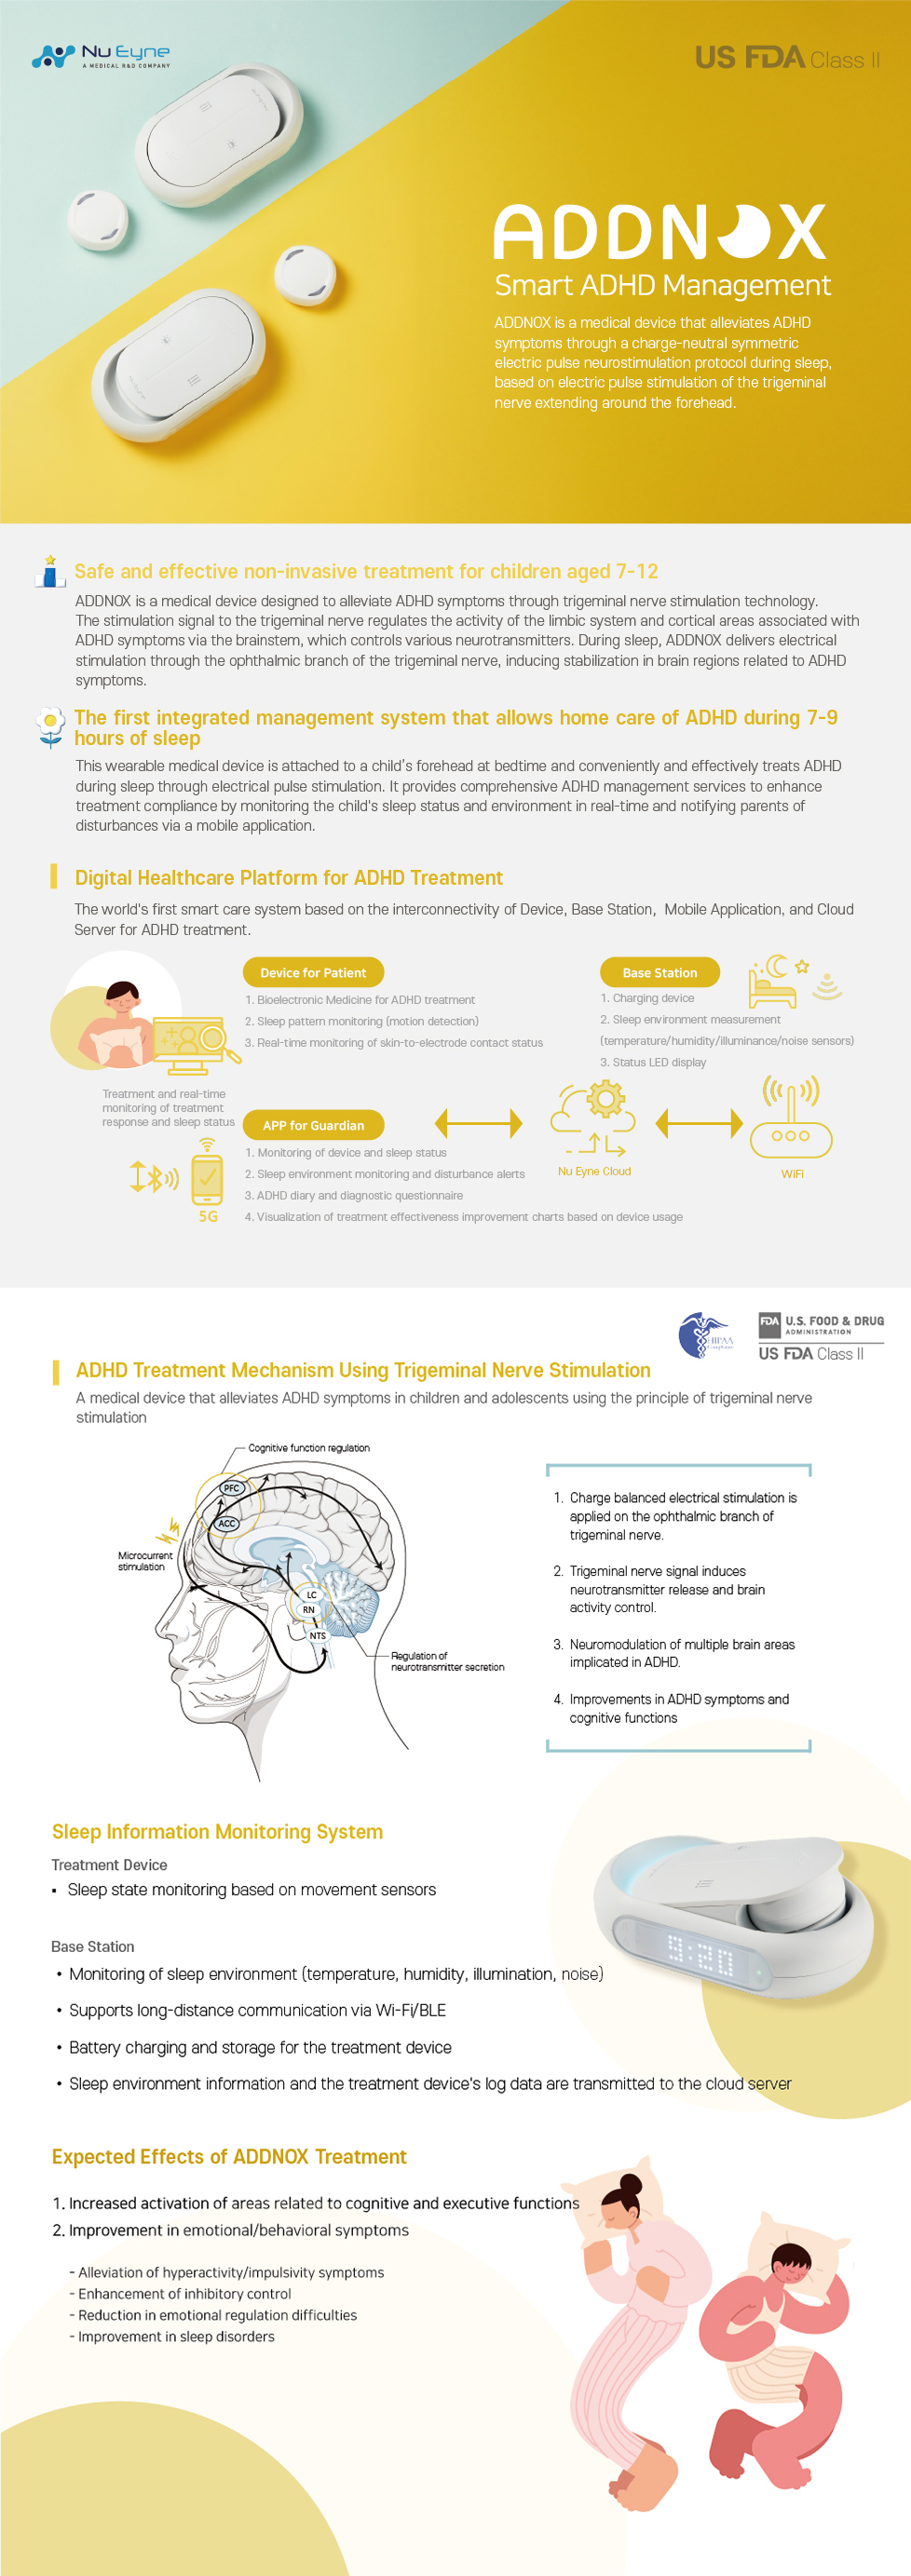 Nu Eyne
A MEDICAL R&D COMPANY
US FDA Class II
ADDNOX
Smart ADHD Management
ADDNOX is a medical device that alleviates ADHD
symptoms through a charge-neutral symmetric
electric pulse neurostimulation protocol during sleep,
based on electric pulse stimulation of the trigeminal
nerve extending around the forehead.
Safe and effective non-invasive treatment for children aged 7-12
ADDNOX is a medical device designed to alleviate ADHD symptoms through trigeminal nerve stimulation technology.
The stimulation signal to the trigeminal nerve regulates the activity of the limbic system and cortical areas associated with
ADHD symptoms via the brainstem, which controls various neurotransmitters. During sleep, ADDNOX delivers electrical
stimulation through the ophthalmic branch of the trigeminal nerve, inducing stabilization in brain regions related to ADHD
symptoms.
The first integrated management system that allows home care of ADHD during 7-9
hours of sleep
This wearable medical device is attached to a child's forehead at bedtime and conveniently and effectively treats ADHD
during sleep through electrical pulse stimulation. It provides comprehensive ADHD management services to enhance
treatment compliance by monitoring the child's sleep status and environment in real-time and notifying parents of
disturbances via a mobile application.
Digital Healthcare Platform for ADHD Treatment
The world's first smart care system based on the interconnectivity of Device, Base Station, Mobile Application, and Cloud
Server for ADHD treatment.
Device for Patient
1. Bioelectronic Medicine for ADHD treatment
2. Sleep pattern monitoring (motion detection)
3. Real-time monitoring of skin-to-electrode contact status
Base Station
1. Charging device
2. Sleep environment measurement
(temperature/humidity/illuminance/noise sensors)
3. Status LED display
Treatment and real-time
monitoring of treatment
response and sleep status
APP for Guardian
1. Monitoring of device and sleep status
2. Sleep environment monitoring and disturbance alerts
3. ADHD diary and diagnostic questionnaire
4. Visualization of treatment effectiveness improvement charts based on device usage
5G
Nu Eyne Cloud
WiFi
HIPAA
Compliance
FDA
U.S. FOOD & DRUG
ADMINISTRATION
US FDA Class II
ADHD Treatment Mechanism Using Trigeminal Nerve Stimulation
A medical device that alleviates ADHD symptoms in children and adolescents using the principle of trigeminal nerve
stimulation
Cognitive function regulation
PFC
ACC
Microcurrent
stimulation
LC
RN
NTS
Regulation of
neurotransmitter secretion
1. Charge balanced electrical stimulation is
applied on the ophthalmic branch of
trigeminal nerve.
2. Trigeminal nerve signal induces
neurotransmitter release and brain
activity control.
3. Neuromodulation of multiple brain areas
implicated in ADHD.
4. Improvements in ADHD symptoms and
cognitive functions
Sleep Information Monitoring System
Treatment Device
▪ Sleep state monitoring based on movement sensors
9:20
Base Station
• Monitoring of sleep environment (temperature, humidity, illumination, noise)
• Supports long-distance communication via Wi-Fi/BLE
• Battery charging and storage for the treatment device
• Sleep environment information and the treatment device's log data are transmitted to the cloud server
Expected Effects of ADDNOX Treatment
1. Increased activation of areas related to cognitive and executive functions
2. Improvement in emotional/behavioral symptoms
- Alleviation of hyperactivity/impulsivity symptoms
- Enhancement of inhibitory control
- Reduction in emotional regulation difficulties
- Improvement in sleep disorders